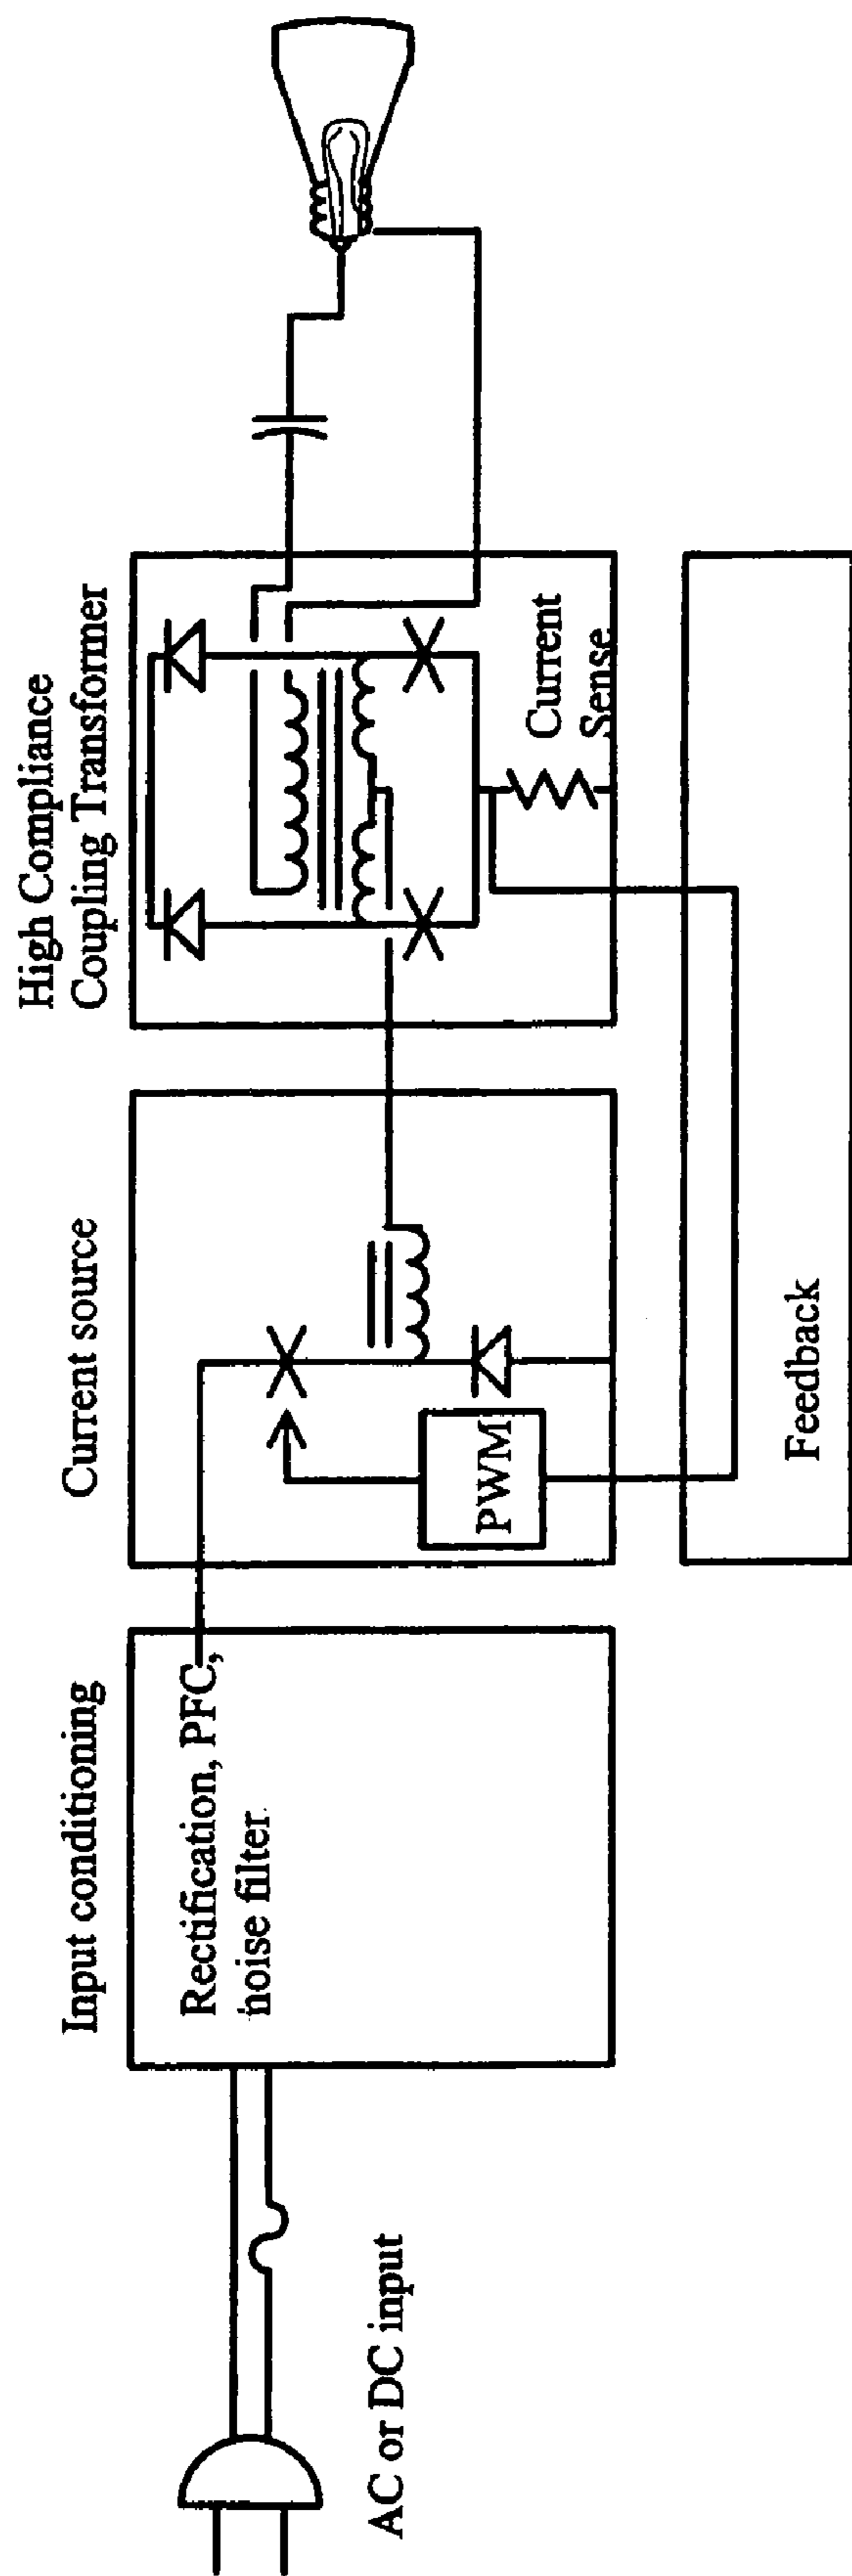 AC or DC input
Input conditioning
Rectification, PFC,
noise filter
Current source
PWM
High Compliance
Coupling Transformer
Current
Sense
Feedback